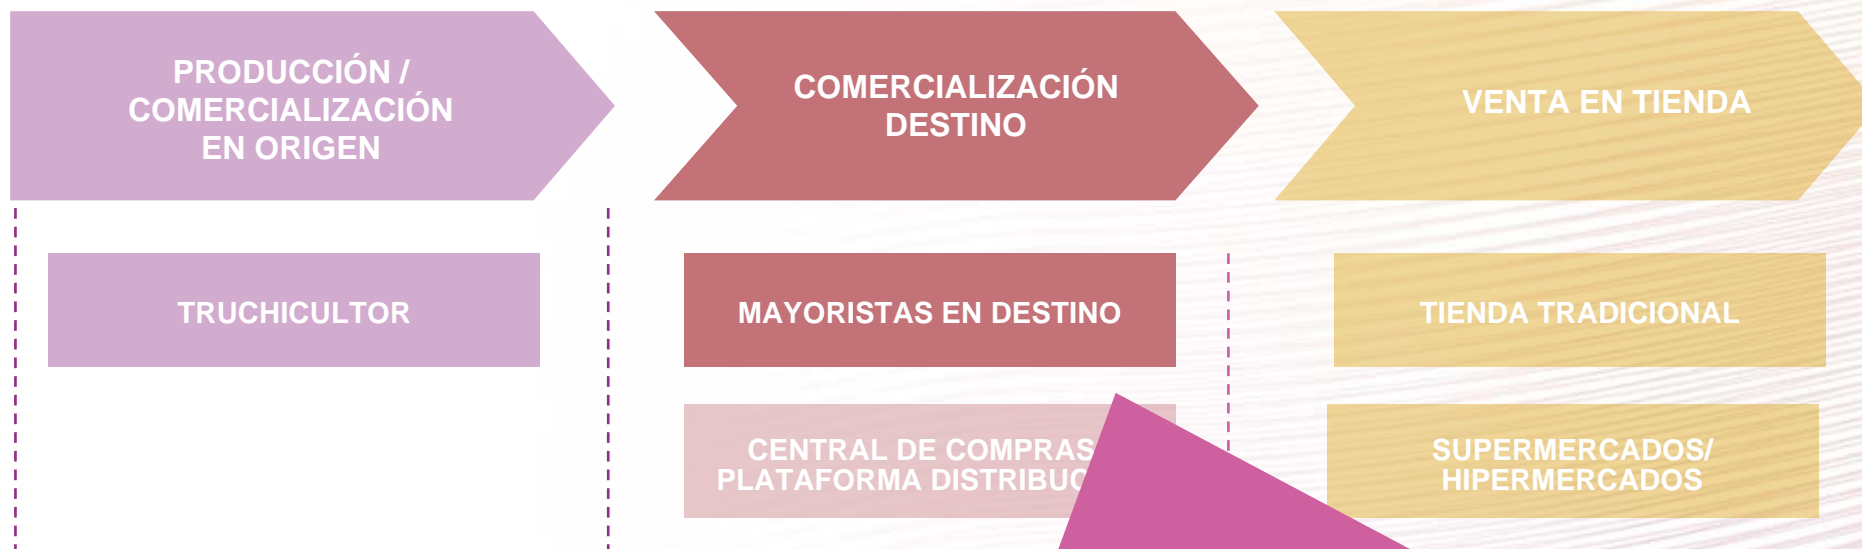 PRODUCCIÓN /
COMERCIALIZACIÓN
EN ORIGEN
COMERCIALIZACIÓN
DESTINO
VENTA EN TIENDA
TRUCHICULTOR
MAYORISTAS EN DESTINO
TIENDA TRADICIONAL
CENTRAL DE COMPRAS
PLATAFORMA
SUPERMERCADOS/
HIPERMERCADOS